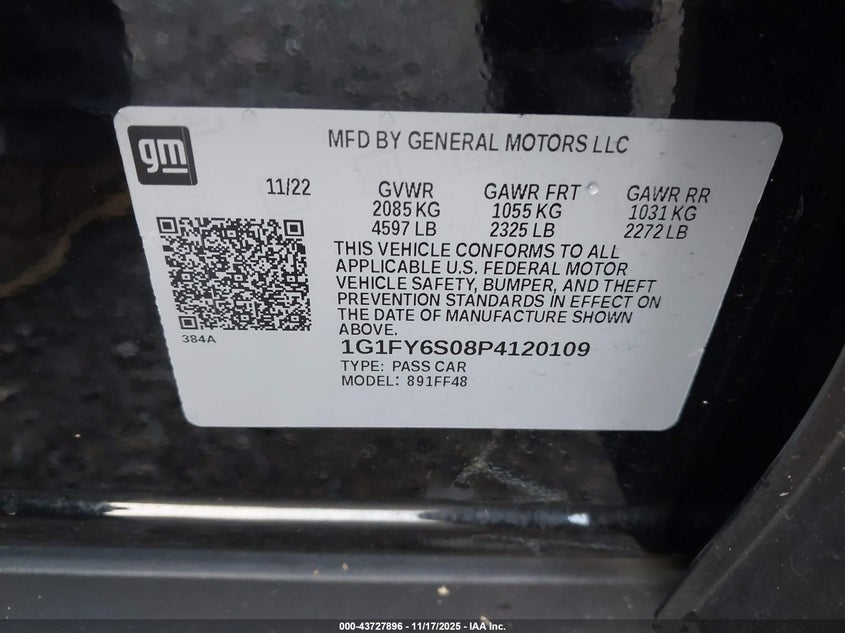 gm
MFD BY GENERAL MOTORS LLC
11/22
GVWR
2085 KG
4597 LB
GAWR FRT
1055 KG
2325 LB
GAWR RR
1031 KG
2272 LB
THIS VEHICLE CONFORMS TO ALL
APPLICABLE U.S. FEDERAL MOTOR
VEHICLE SAFETY, BUMPER, AND THEFT
PREVENTION STANDARDS IN EFFECT ON
THE DATE OF MANUFACTURE SHOWN
ABOVE.
384A
1G1FY6S08P4120109
TYPE: PASS CAR
MODEL: 891FF48
000-43727896 - 11/17/2025 - IAA Inc.